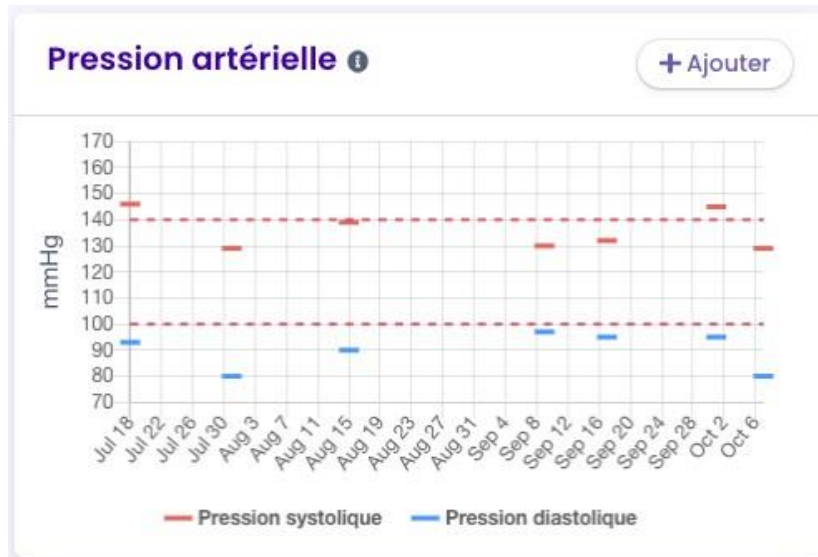 Pression artérielle
+ Ajouter
170
160
150
140
130
120
110
100
90
80
70
mmHg
Jul 18
Jul 22
Jul 26
Jul 30
Aug 3
Aug 7
Aug 11
Aug 15
Aug 19
Aug 23
Aug 27
Aug 31
Sep 4
Sep 8
Sep 12
Sep 16
Sep 20
Sep 24
Sep 28
Oct 2
Oct 6
Pression systolique
Pression diastolique